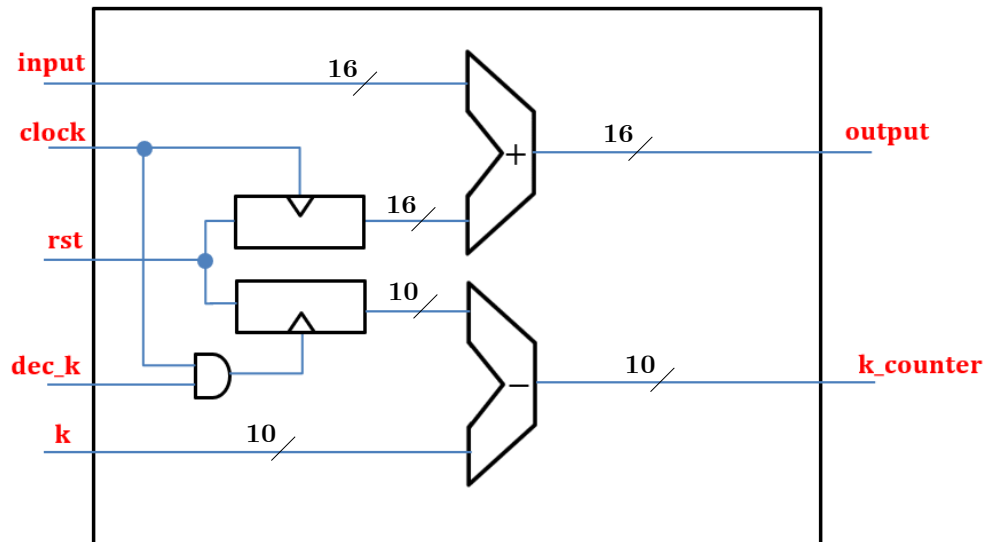 input
16
clock
+
16
output
16
rst
10
dec_k
−
10
k_counter
k
10